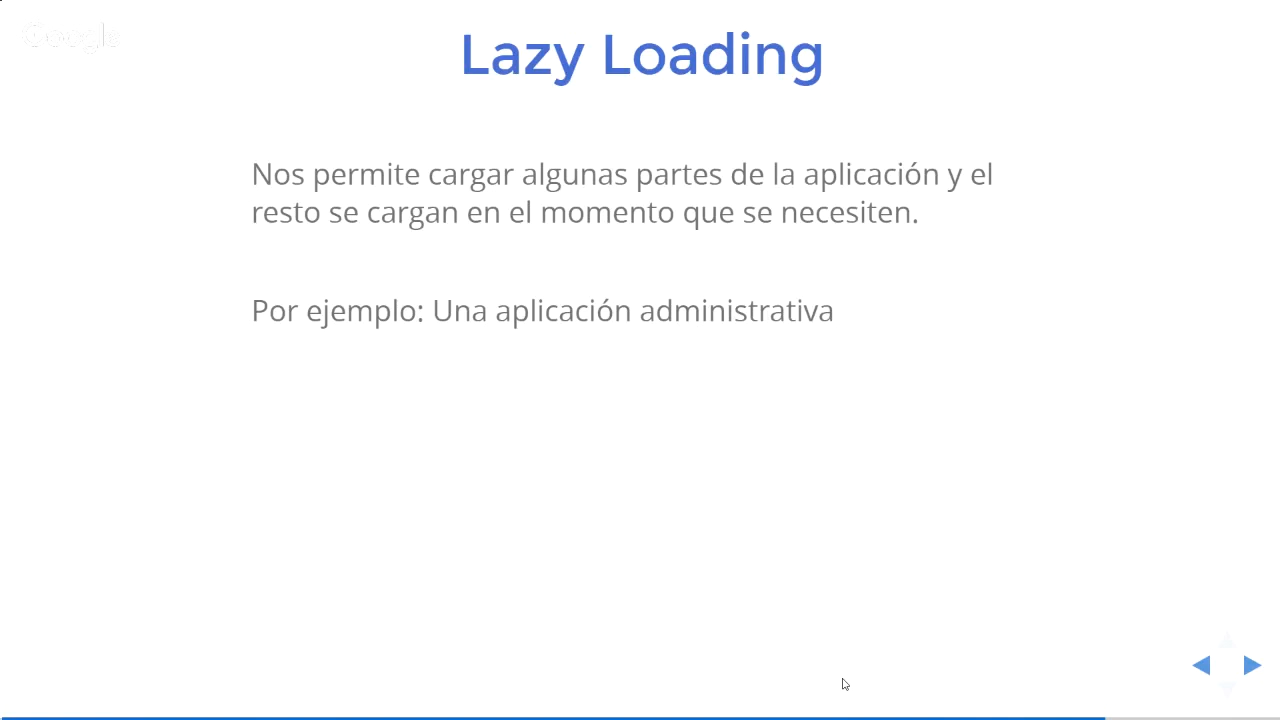 Google
Lazy Loading
Nos permite cargar algunas partes de la aplicación y el
resto se cargan en el momento que se necesiten.
Por ejemplo: Una aplicación administrativa